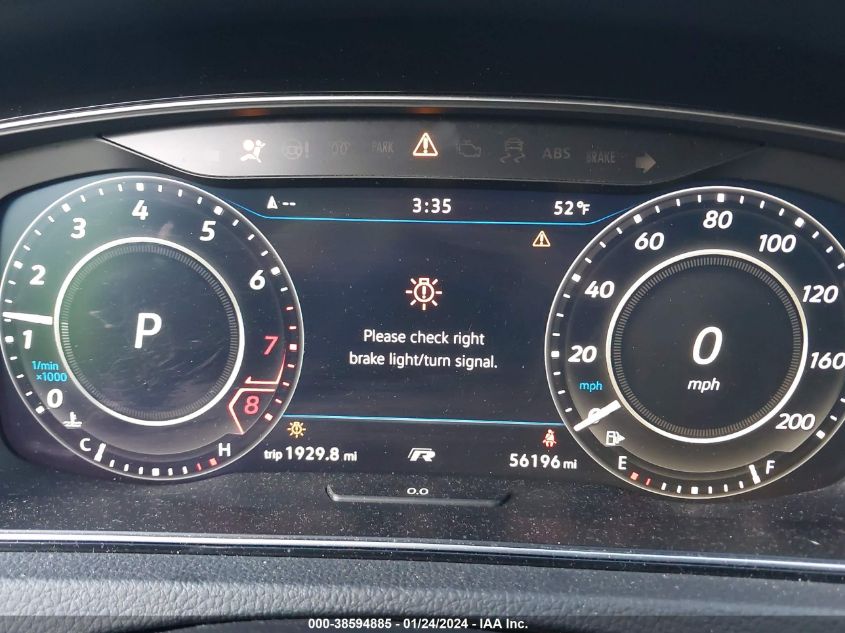 PARK ABS BRAKE
-- 3:35 52°F
0 1 2 3 4 5 6 7 8
1/min
×1000
P
C H
Please check right
brake light/turn signal.
trip 1929.8 mi R 56196 mi
0.0
0 20 40 60 80 100 120 160 200
mph
0
mph
E F
000-38594885 - 01/24/2024 - IAA Inc.